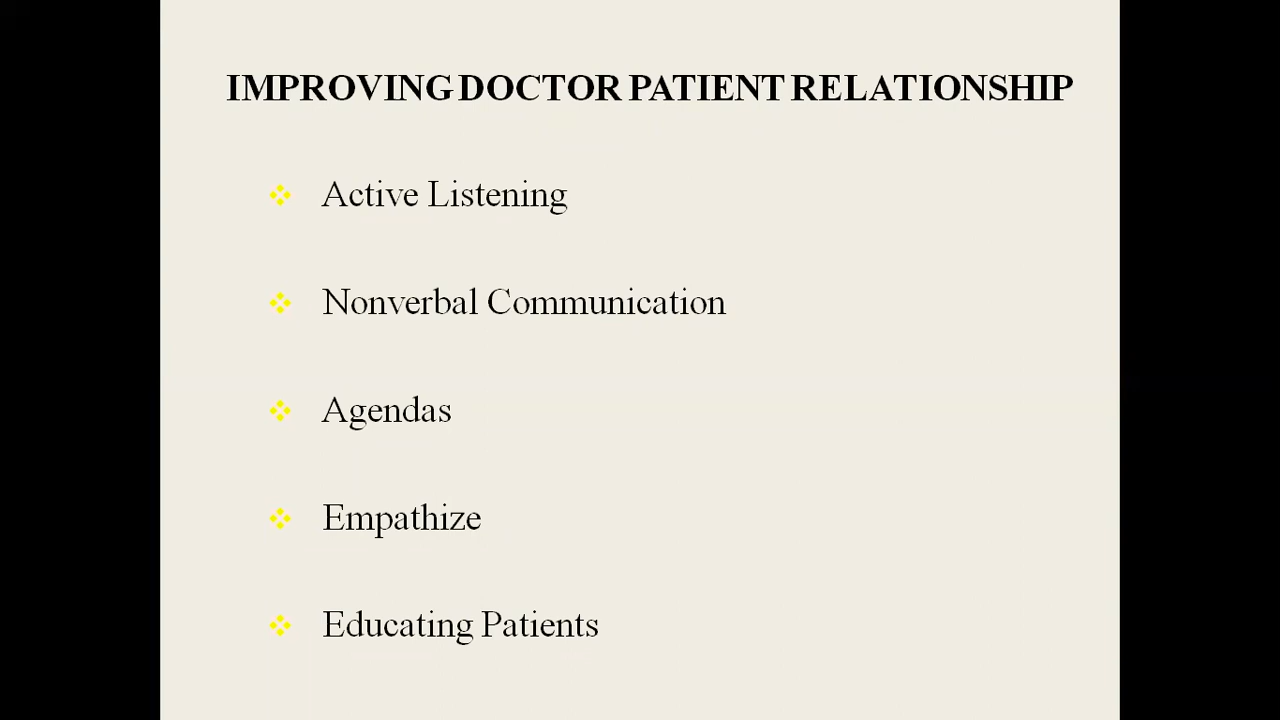 IMPROVING DOCTOR PATIENT RELATIONSHIP
Active Listening
Nonverbal Communication
Agendas
Empathize
Educating Patients